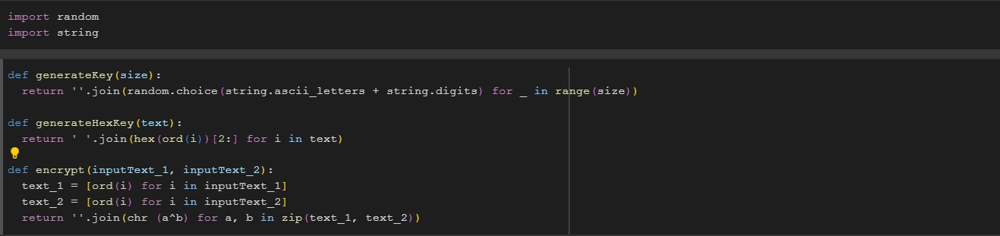 import random
import string
def generateKey(size):
  return ''.join(random.choice(string.ascii_letters + string.digits) for _ in range(size))
def generateHexKey(text):
  return ' '.join(hex(ord(i))[2:] for i in text)
def encrypt(inputText_1, inputText_2):
  text_1 = [ord(i) for i in inputText_1]
  text_2 = [ord(i) for i in inputText_2]
  return ''.join(chr (a^b) for a, b in zip(text_1, text_2))